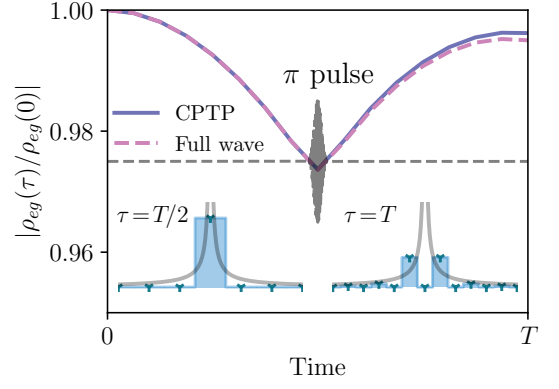 1.00
0.98
0.96
|ρ_eg(τ)/ρ_eg(0)|
π pulse
CPTP
Full wave
τ = T/2
τ = T
0
T
Time